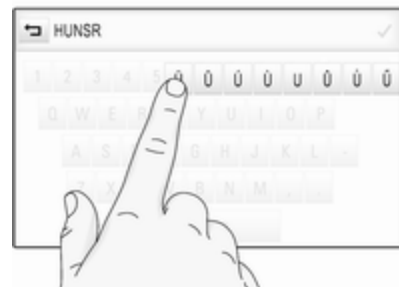 HUNSR
1 2 3 4 5 Ú Ù U
Q W E R Y U I O P
A S G H J K L -
Z X B N M